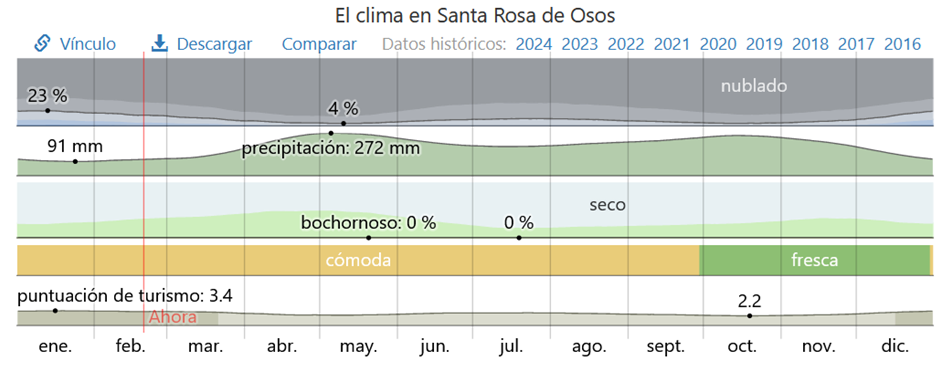 El clima en Santa Rosa de Osos
Vínculo Descargar Comparar Datos históricos: 2024 2023 2022 2021 2020 2019 2018 2017 2016
nublado
23 % 4 %
91 mm precipitación: 272 mm
seco
bochornoso: 0 % 0 %
cómoda fresca
puntuación de turismo: 3.4 2.2
Ahora
ene. feb. mar. abr. may. jun. jul. ago. sept. oct. nov. dic.